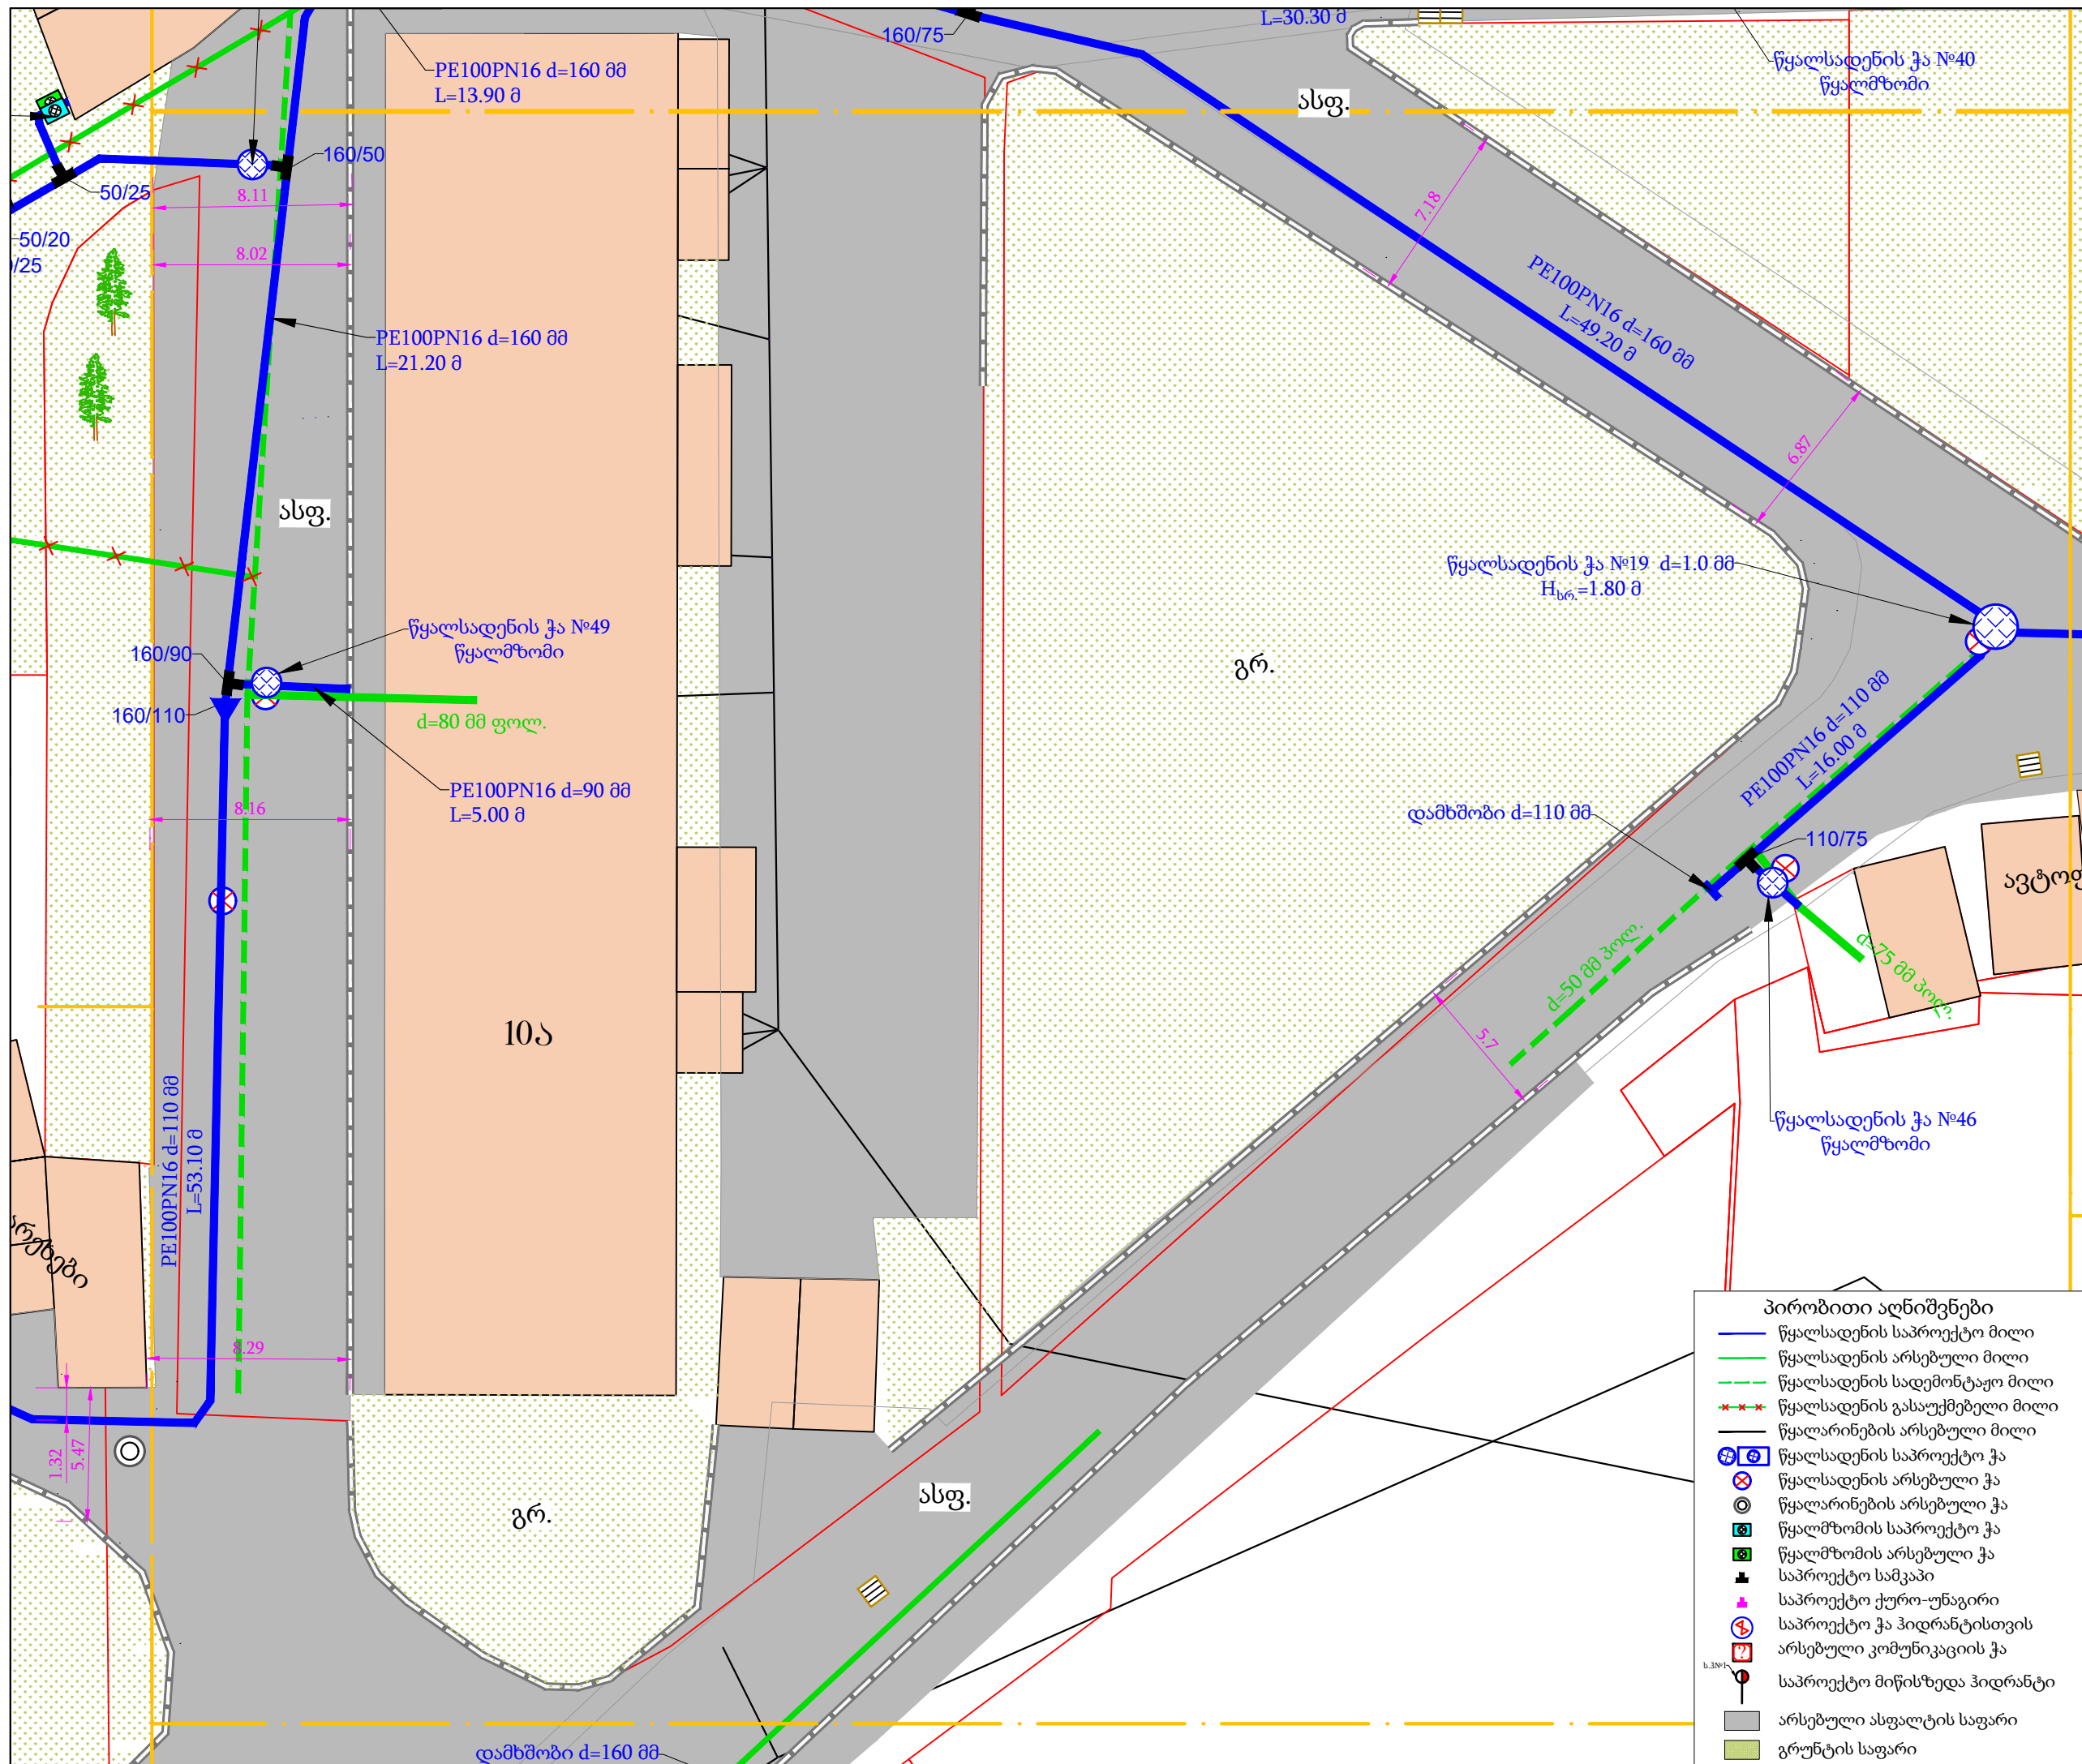 160/75
L=30.30 მ
წყალსადენის ჭა №40
წყალმზომი
PE100PN16 d=160 მმ
L=13.90 მ
ასფ.
160/50
50/25
8.11
50/20
/25
8.02
7.18
PE100PN16 d=160 მმ
L=49.20 მ
PE100PN16 d=160 მმ
L=21.20 მ
6.87
ასფ.
წყალსადენის ჭა №19 d=1.0 მმ
Hსრ.=1.80 მ
წყალსადენის ჭა №49
წყალმზომი
160/90
გრ.
160/110
d=80 მმ ფოლ.
PE100PN16 d=110 მმ
L=16.00 მ
PE100PN16 d=90 მმ
L=5.00 მ
8.16
დამხშობი d=110 მმ
110/75
ავტოფ
d=50 მმ პოლ.
d=75 მმ პოლ.
10ა
5.7
PE100PN16 d=110 მმ
L=53.10 მ
წყალსადენის ჭა №46
წყალმზომი
არეხები
8.29
1.32
5.47
ასფ.
გრ.
დამხშობი d=160 მმ
პირობითი აღნიშვნები
წყალსადენის საპროექტო მილი
წყალსადენის არსებული მილი
წყალსადენის სადემონტაჟო მილი
წყალსადენის გასაუქმებელი მილი
წყალარინების არსებული მილი
წყალსადენის საპროექტო ჭა
წყალსადენის არსებული ჭა
წყალარინების არსებული ჭა
წყალმზომის საპროექტო ჭა
წყალმზომის არსებული ჭა
საპროექტო სამკაპი
საპროექტო ქურო-უნაგირი
საპროექტო ჭა ჰიდრანტისთვის
არსებული კომუნიკაციის ჭა
საპროექტო მიწისზედა ჰიდრანტი
არსებული ასფალტის საფარი
გრუნტის საფარი